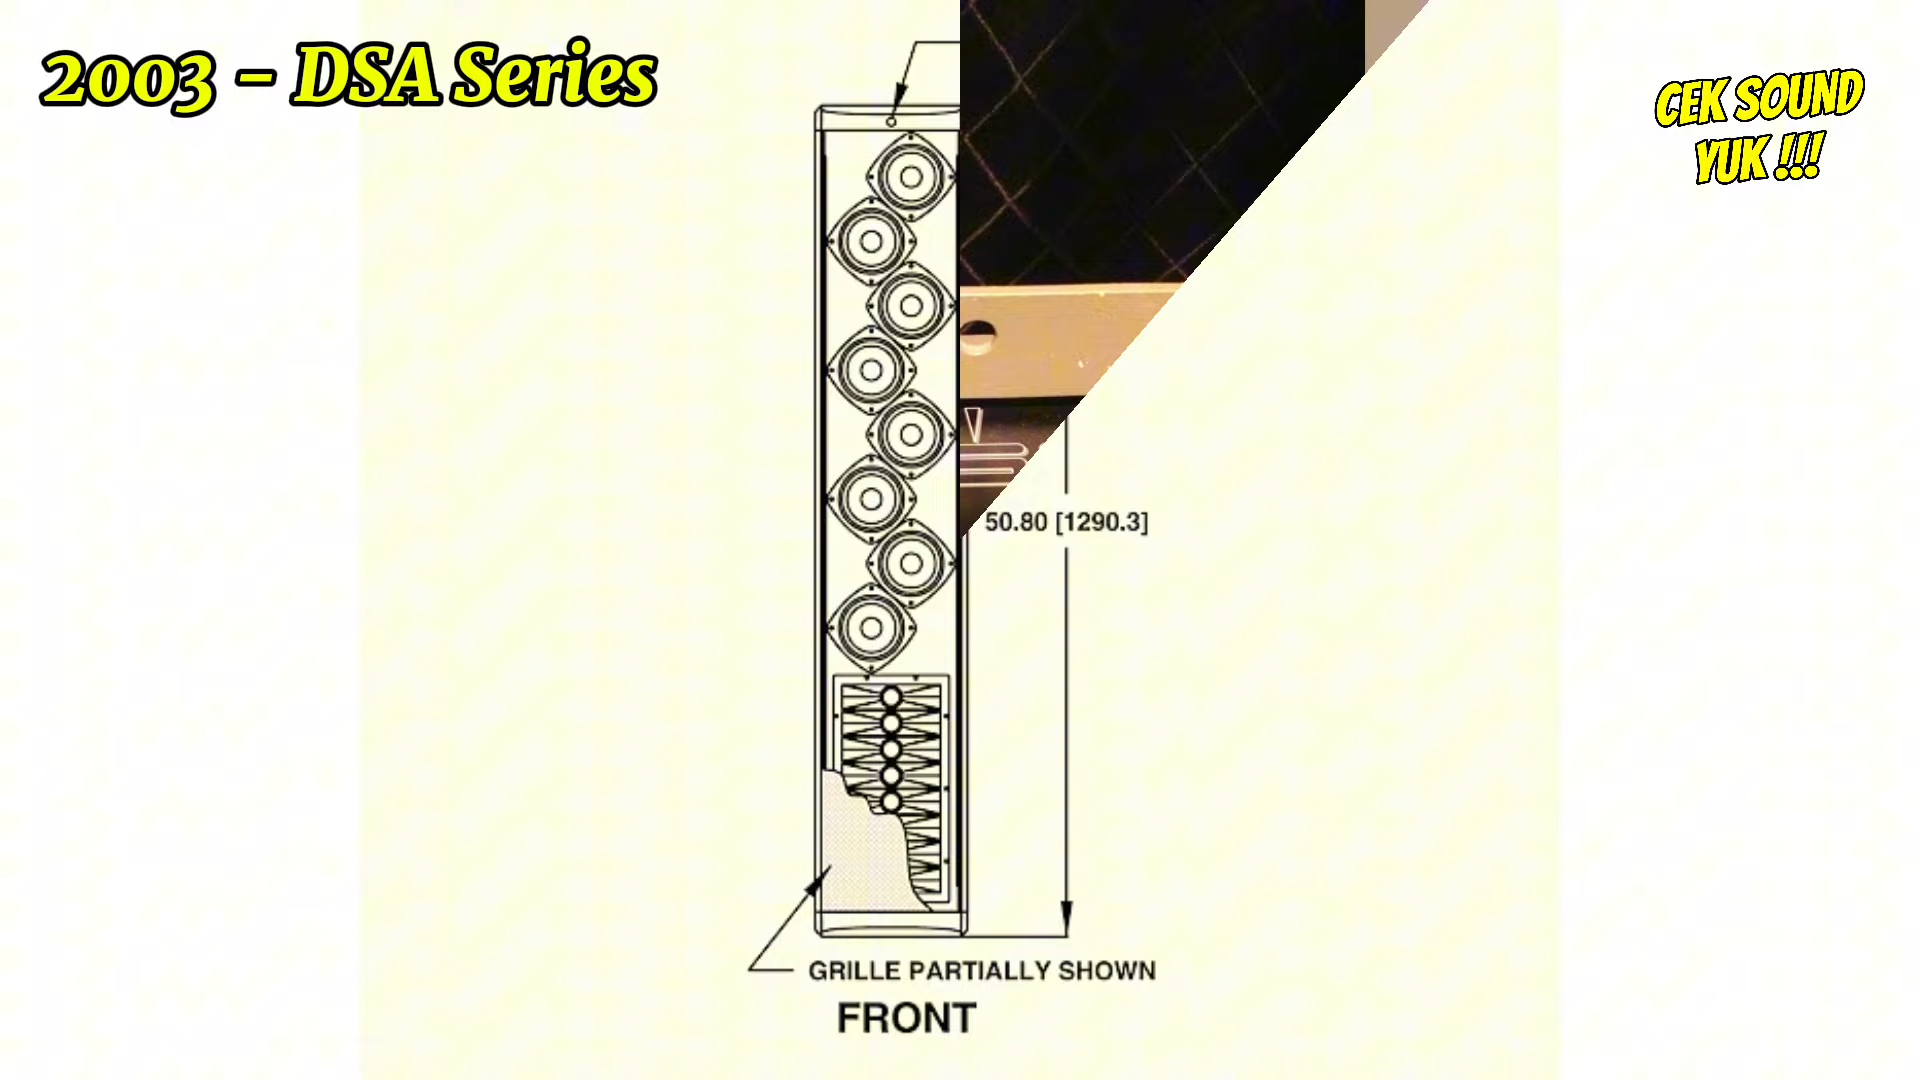 2003 - DSA Series
CEK SOUND
YUK !!!
50.80 [1290.3]
GRILLE PARTIALLY SHOWN
FRONT